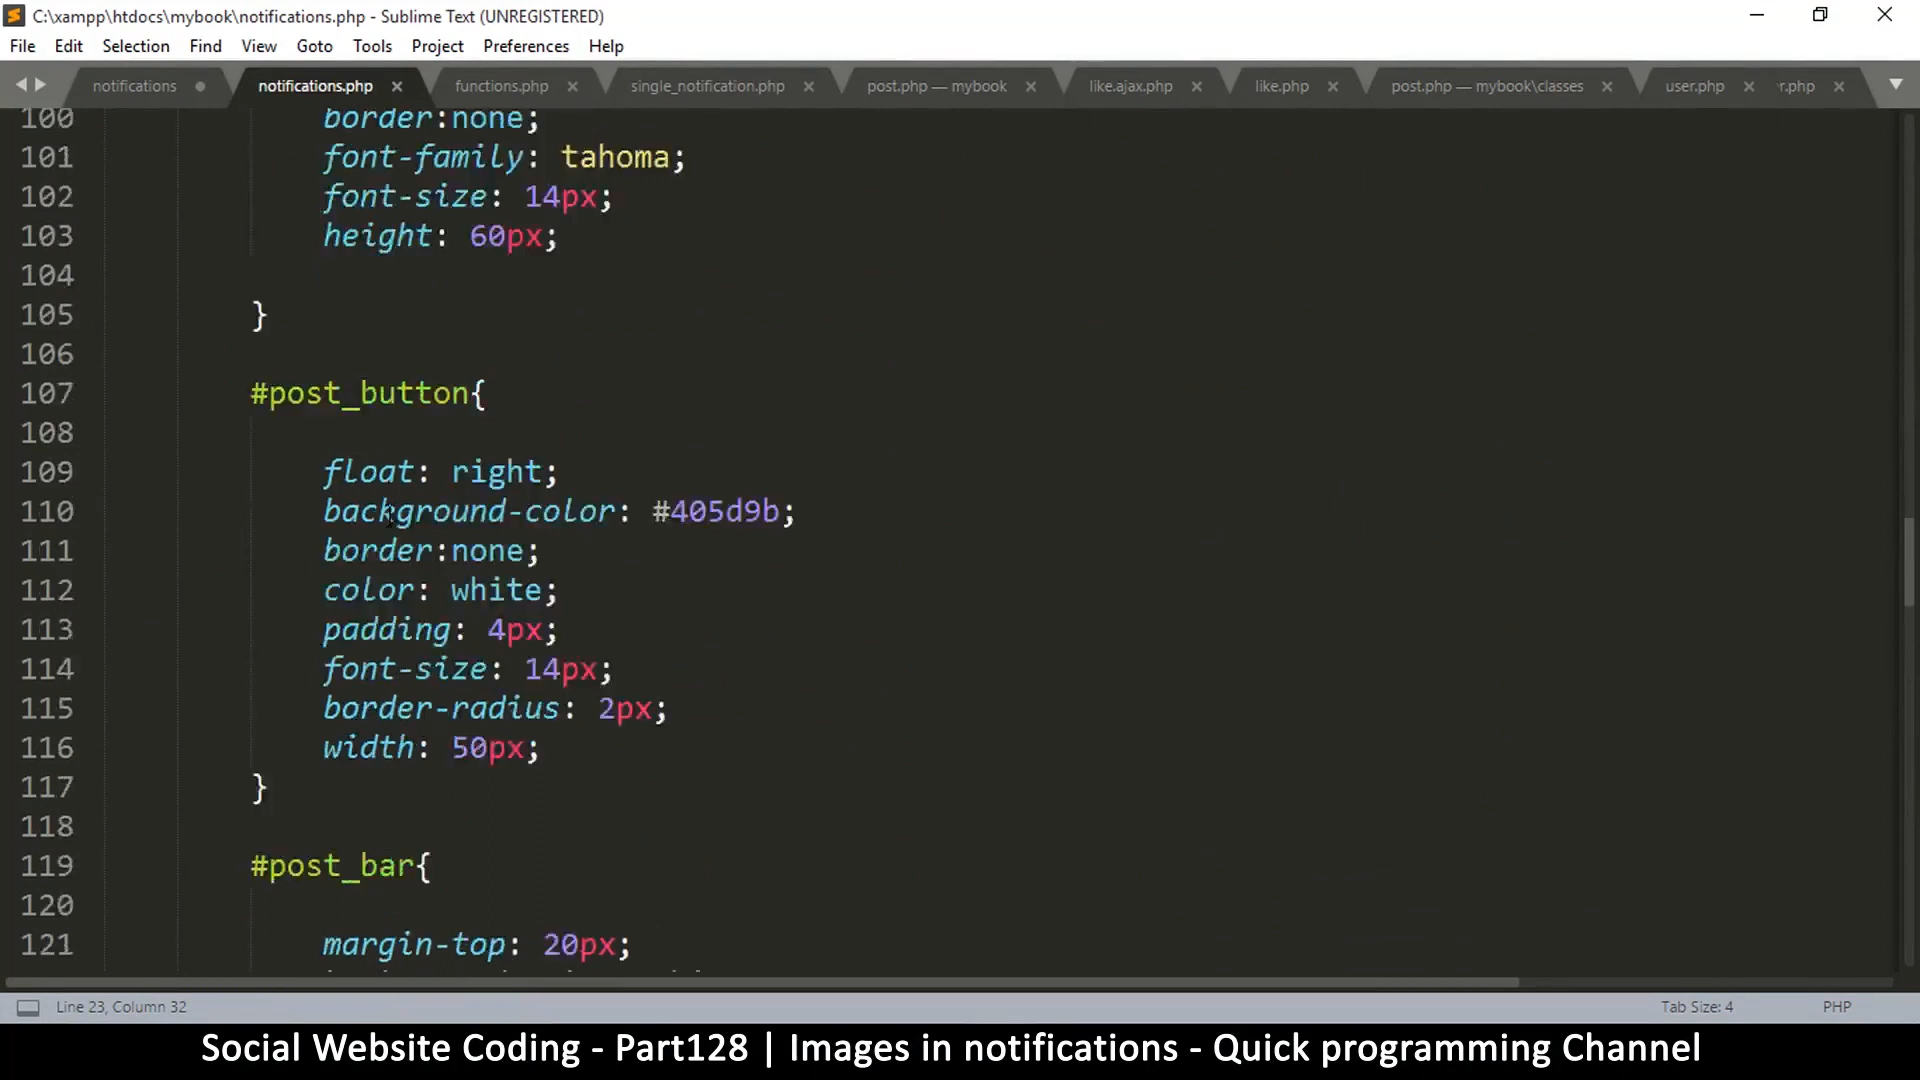 C:\xampp\htdocs\mybook\notifications.php - Sublime Text (UNREGISTERED)
File Edit Selection Find View Goto Tools Project Preferences Help
notifications notifications.php functions.php single_notification.php post.php — mybook like.ajax.php like.php post.php — mybook\classes user.php r.php
100 border:none;
101 font-family: tahoma;
102 font-size: 14px;
103 height: 60px;
104
105 }
106
107 #post_button{
108
109 float: right;
110 background-color: #405d9b;
111 border:none;
112 color: white;
113 padding: 4px;
114 font-size: 14px;
115 border-radius: 2px;
116 width: 50px;
117 }
118
119 #post_bar{
120
121 margin-top: 20px;
Line 23, Column 32 Tab Size: 4 PHP
Social Website Coding - Part128 | Images in notifications - Quick programming Channel